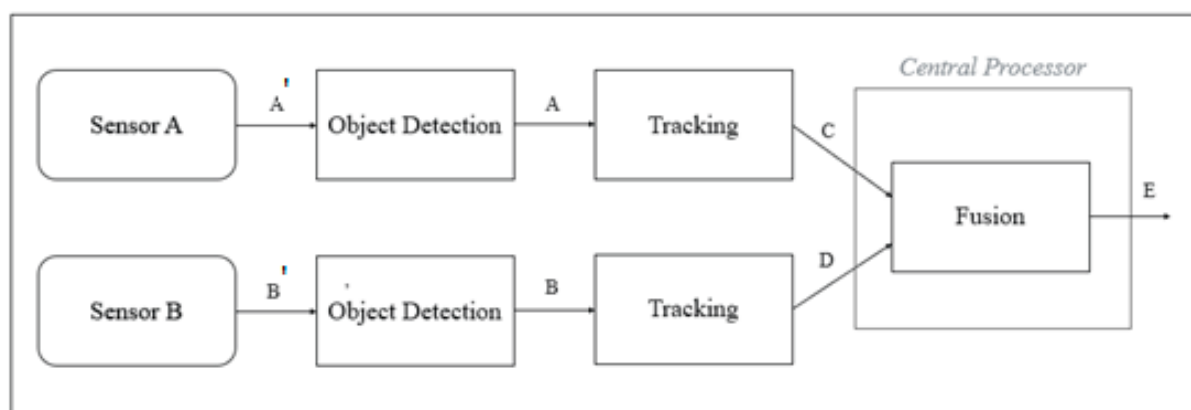 Central Processor
A'
A
Sensor A
Object Detection
Tracking
C
E
Fusion
B'
B
D
Sensor B
Object Detection
Tracking